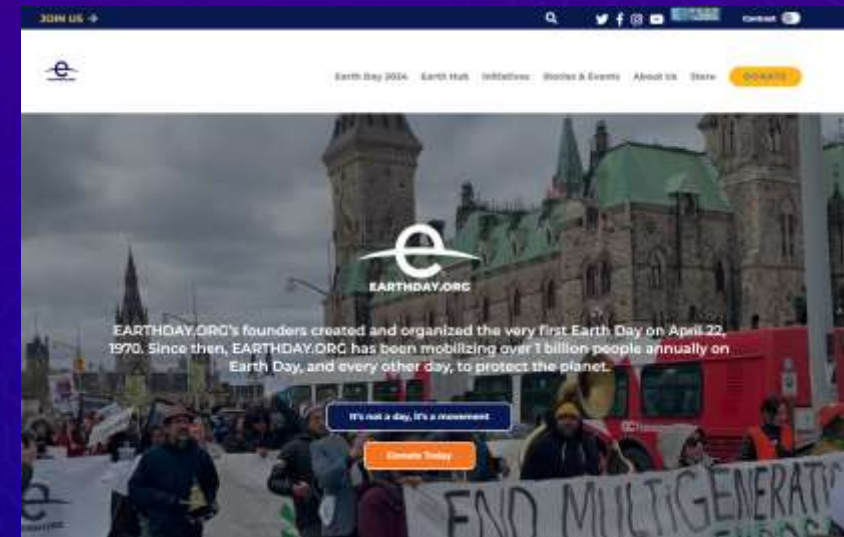 JOIN US →
Contrast
e
Earth Day 2024 Earth Hub Initiatives Stories & Events About Us Store DONATE
e
EARTHDAY.ORG
EARTHDAY.ORG's founders created and organized the very first Earth Day on April 22,
1970. Since then, EARTHDAY.ORG has been mobilizing over 1 billion people annually on
Earth Day, and every other day, to protect the planet.
It's not a day, it's a movement
Donate Today
e
END MULTIGENERATI